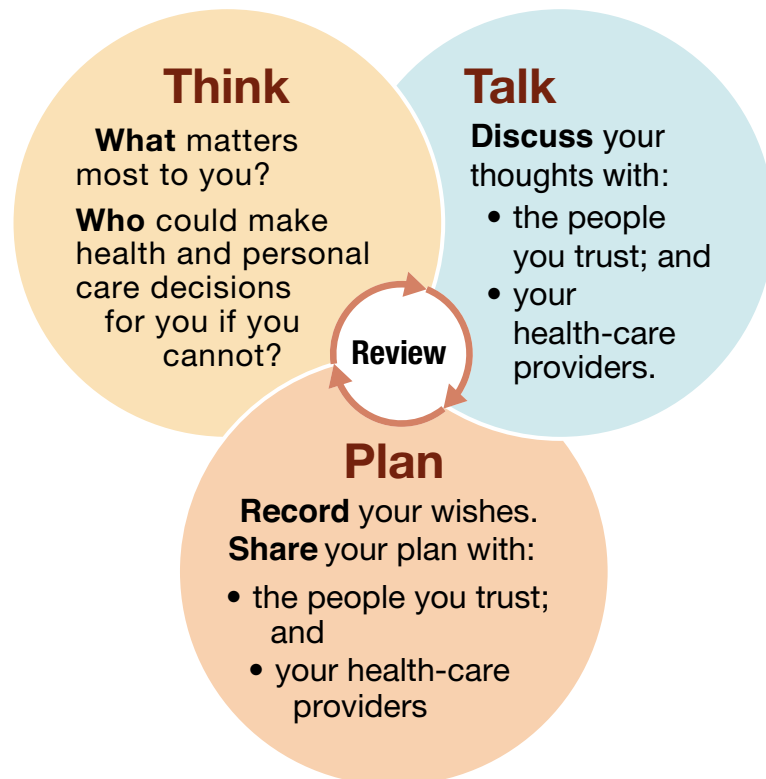 Think
What matters
most to you?
Who could make
health and personal
care decisions
for you if you
cannot?
Talk
Discuss your
thoughts with:
• the people
you trust; and
• your
health-care
providers.
Review
Plan
Record your wishes.
Share your plan with:
• the people you trust;
and
• your health-care
providers